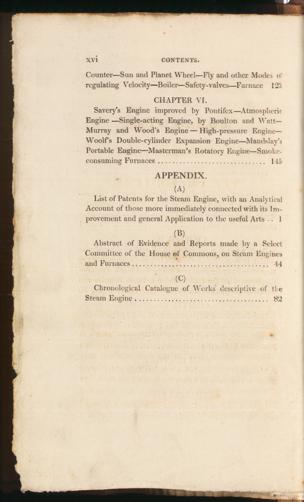 xvi CONTENTS.
Counter—Sun and Planet Wheel—Fly and other Modes of
regulating Velocity—Boiler—Safety-valves—Furnace 123
CHAPTER VI.
Savery's Engine improved by Pontifex—Atmospheric
Engine—Single-acting Engine, by Boulton and Watt—
Murray and Wood's Engine—High-pressure Engine—
Woolf's Double-cylinder Expansion Engine—Maudslay's
Portable Engine—Masterman's Rotatory Engine—Smoke-
consuming Furnaces .............................. 145
APPENDIX.
(A)
List of Patents for the Steam Engine, with an Analytical
Account of those more immediately connected with its Im-
provement and general Application to the useful Arts .. 1
(B)
Abstract of Evidence and Reports made by a Select
Committee of the House of Commons, on Steam Engines
and Furnaces...................................... 44
(C)
Chronological Catalogue of Works descriptive of the
Steam Engine ..................................... 82